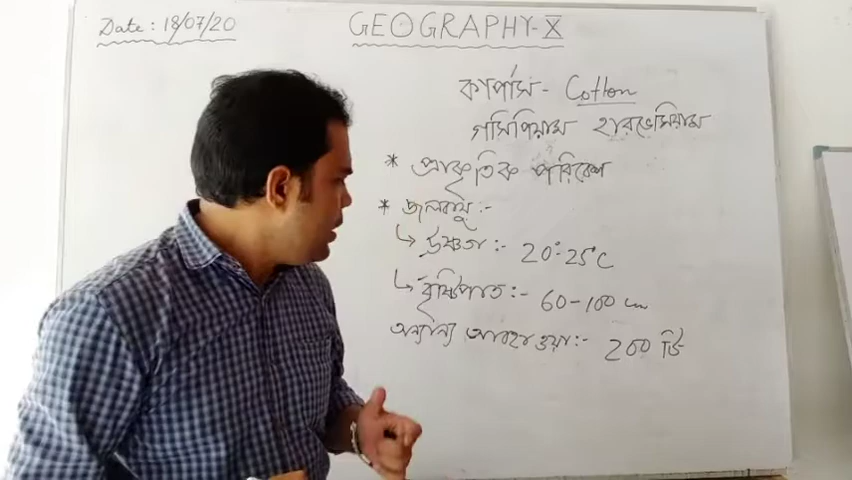 Date: 18/07/20
GEOGRAPHY-X
কার্পাস - Cotton
গসিপিয়াম হারভেসিয়াম
* প্রাকৃতিক পরিবেশ
* জলবায়ু :-
↳ উষ্ণতা :- 20°-25°C
↳ বৃষ্টিপাত :- 60-100 cm
অন্যান্য আবহাওয়া :- 200 টি